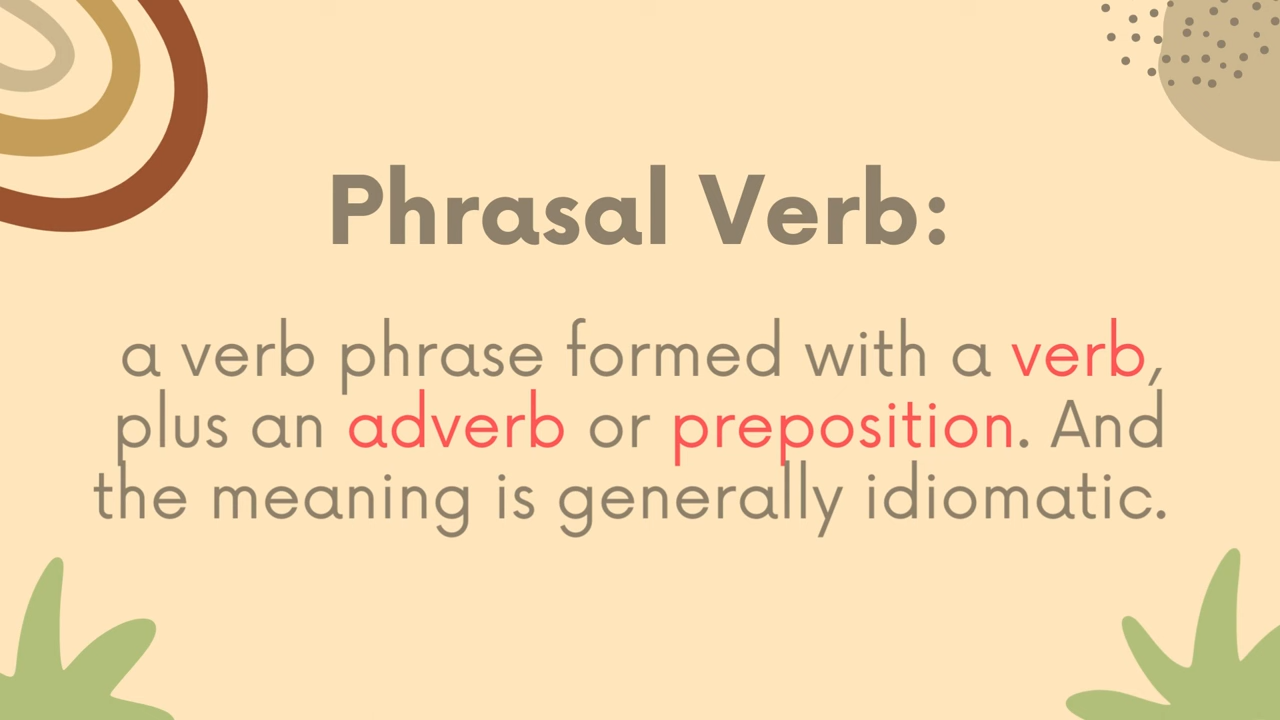 Phrasal Verb:
a verb phrase formed with a verb,
plus an adverb or preposition. And
the meaning is generally idiomatic.